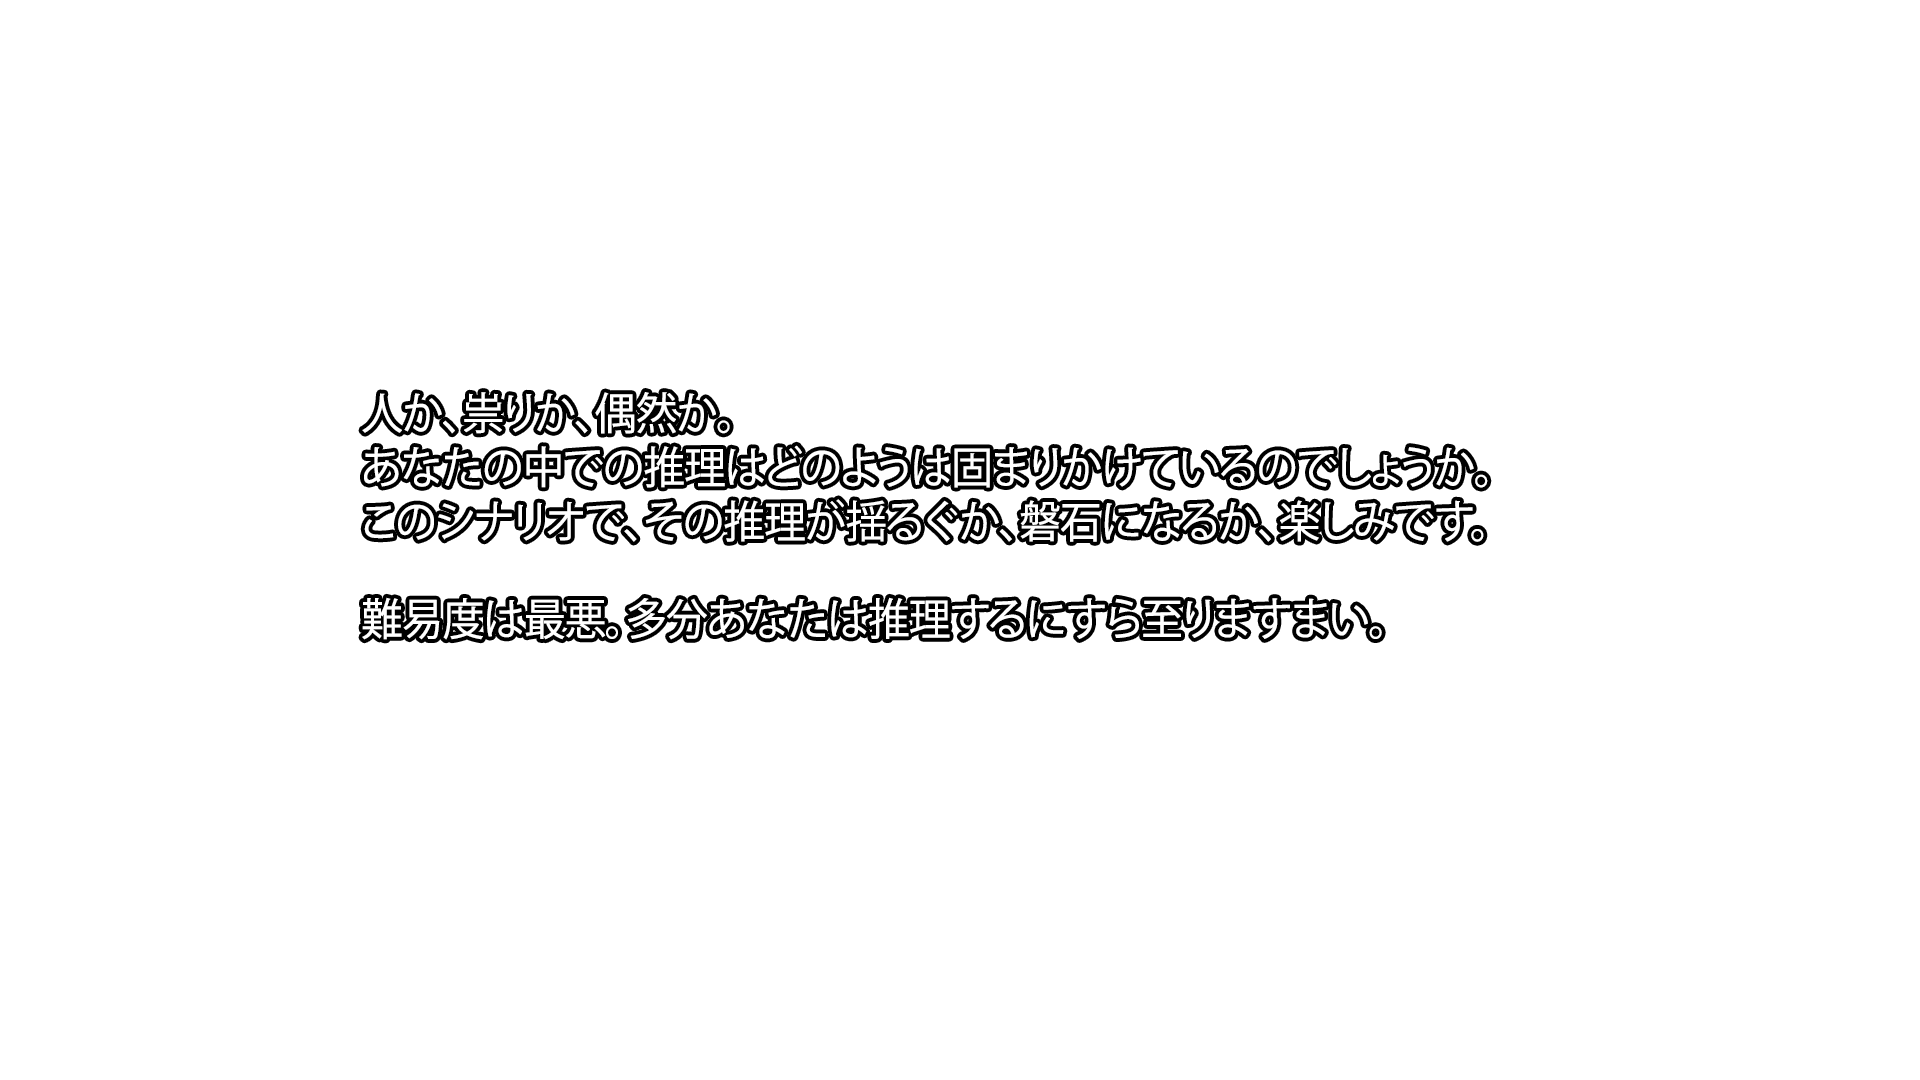 人か、祟りか、偶然か。
あなたの中での推理はどのようは固まりかけているのでしょうか。
このシナリオで、その推理が揺るぐか、磐石になるか、楽しみです。
難易度は最悪。多分あなたは推理するにすら至りますまい。